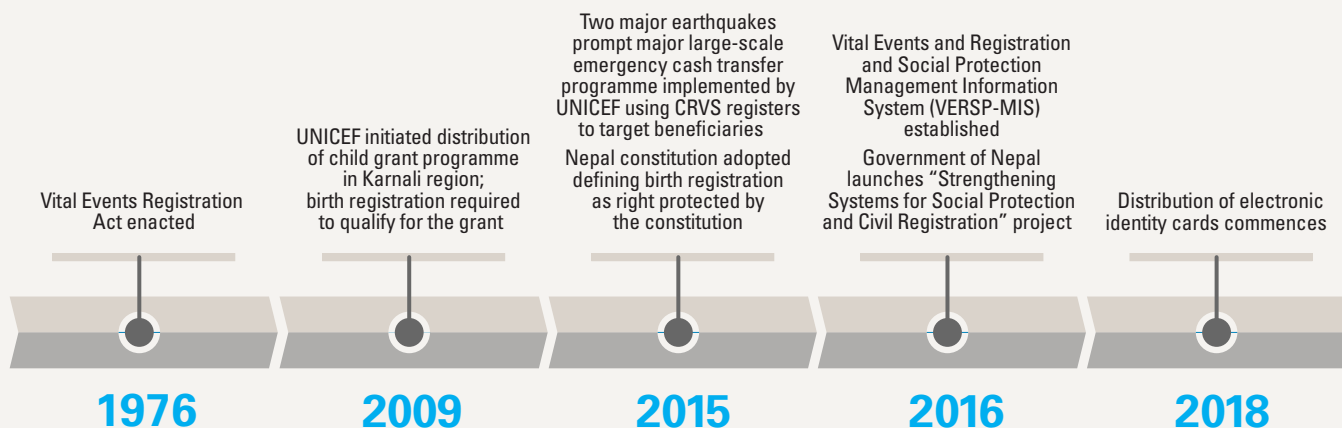 Vital Events Registration
Act enacted
1976
UNICEF initiated distribution
of child grant programme
in Karnali region;
birth registration required
to qualify for the grant
2009
Two major earthquakes
prompt major large-scale
emergency cash transfer
programme implemented by
UNICEF using CRVS registers
to target beneficiaries
Nepal constitution adopted
defining birth registration
as right protected by
the constitution
2015
Vital Events and Registration
and Social Protection
Management Information
System (VERSP-MIS)
established
Government of Nepal
launches “Strengthening
Systems for Social Protection
and Civil Registration” project
2016
Distribution of electronic
identity cards commences
2018